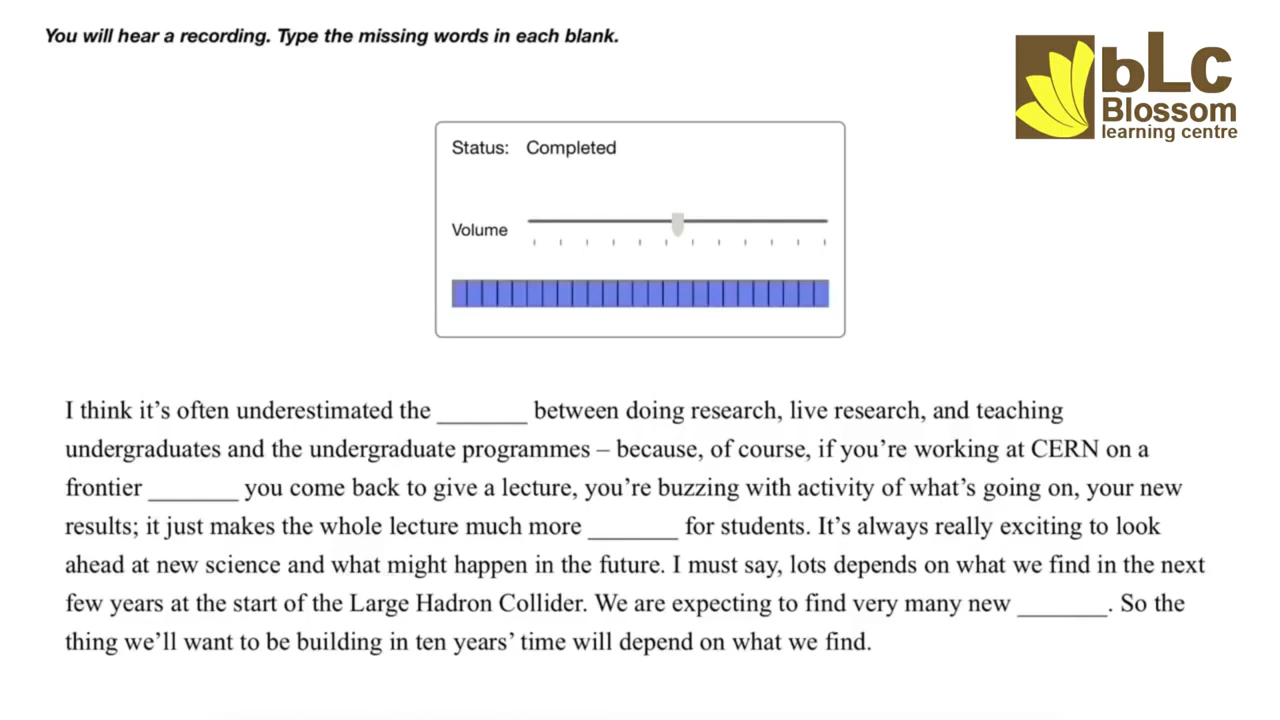 You will hear a recording. Type the missing words in each blank.
bLc
Blossom
learning centre
Status: Completed
Volume
I think it’s often underestimated the _______ between doing research, live research, and teaching
undergraduates and the undergraduate programmes – because, of course, if you’re working at CERN on a
frontier _______ you come back to give a lecture, you’re buzzing with activity of what’s going on, your new
results; it just makes the whole lecture much more _______ for students. It’s always really exciting to look
ahead at new science and what might happen in the future. I must say, lots depends on what we find in the next
few years at the start of the Large Hadron Collider. We are expecting to find very many new _______. So the
thing we’ll want to be building in ten years’ time will depend on what we find.